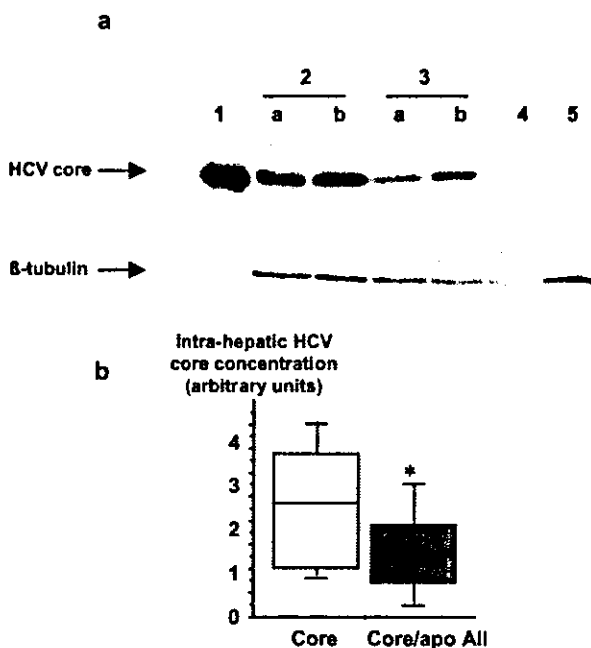 a
2 3
1 a b a b 4 5
HCV core
ß-tubulin
b
Intra-hepatic HCV
core concentration
(arbitrary units)
4
*
3
2
1
0
Core Core/apo AII